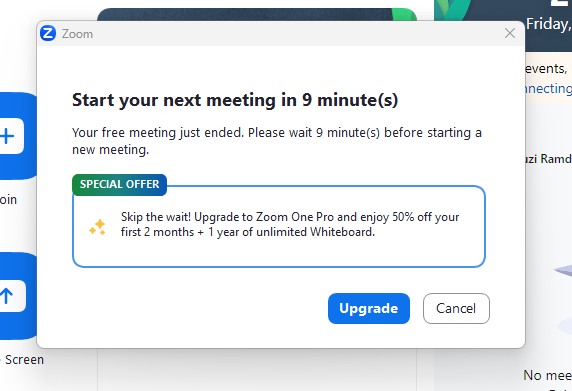 Zoom
Start your next meeting in 9 minute(s)
Your free meeting just ended. Please wait 9 minute(s) before starting a
new meeting.
SPECIAL OFFER
Skip the wait! Upgrade to Zoom One Pro and enjoy 50% off your
first 2 months + 1 year of unlimited Whiteboard.
Upgrade
Cancel
Friday,
events,
nnecting
uzi Ramd
oin
Screen
No mee